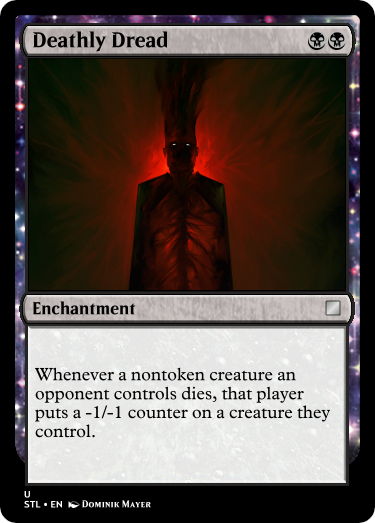 Deathly Dread
Enchantment
Whenever a nontoken creature an
opponent controls dies, that player
puts a -1/-1 counter on a creature they
control.
U
STL • EN Dominik Mayer